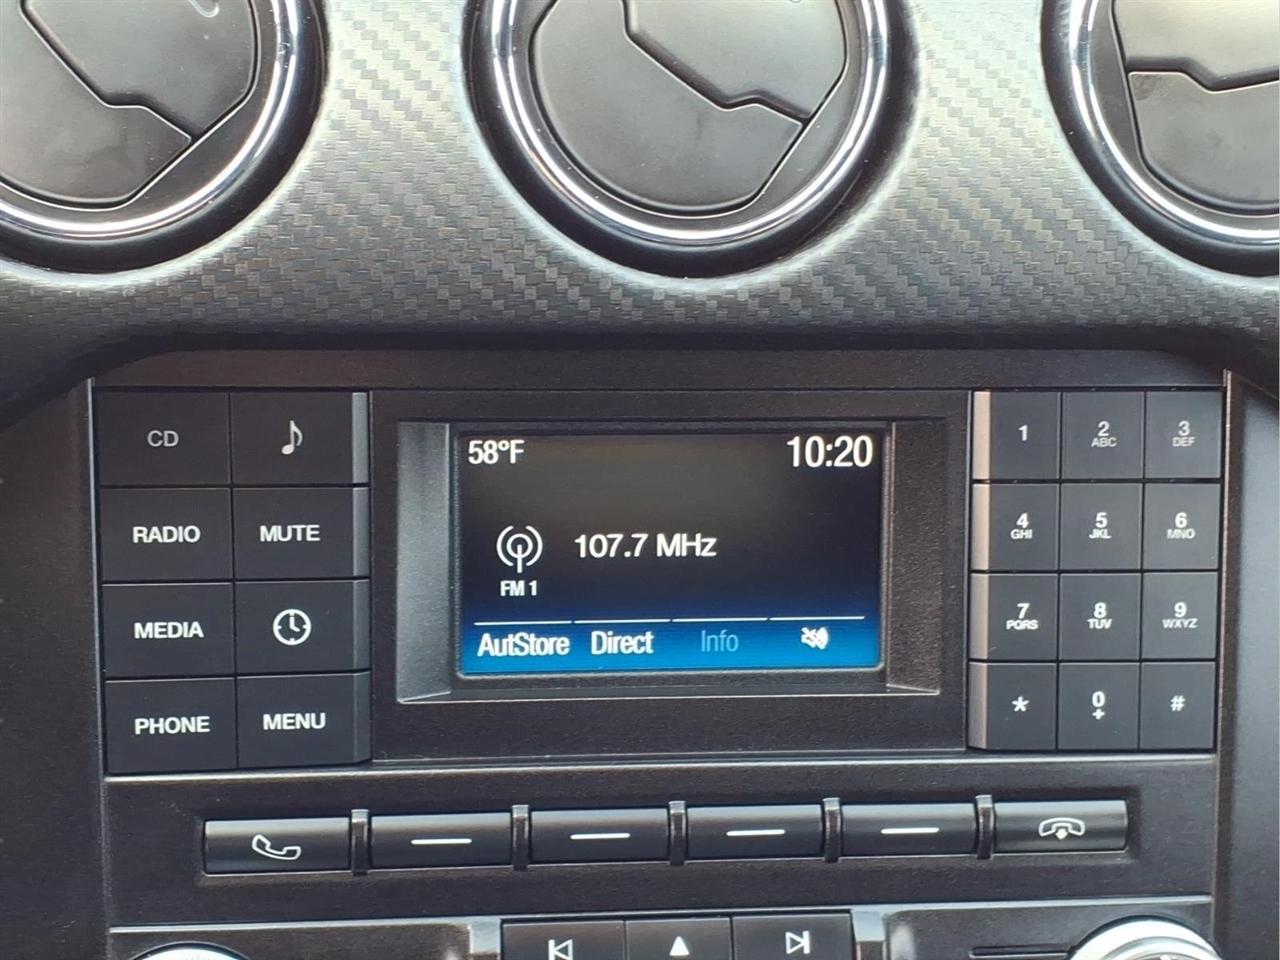 CD
RADIO MUTE
MEDIA
PHONE MENU
58°F 10:20
107.7 MHz
FM 1
AutStore Direct Info
1 2 ABC 3 DEF
4 GHI 5 JKL 6 MNO
7 PQRS 8 TUV 9 WXYZ
* 0 + #